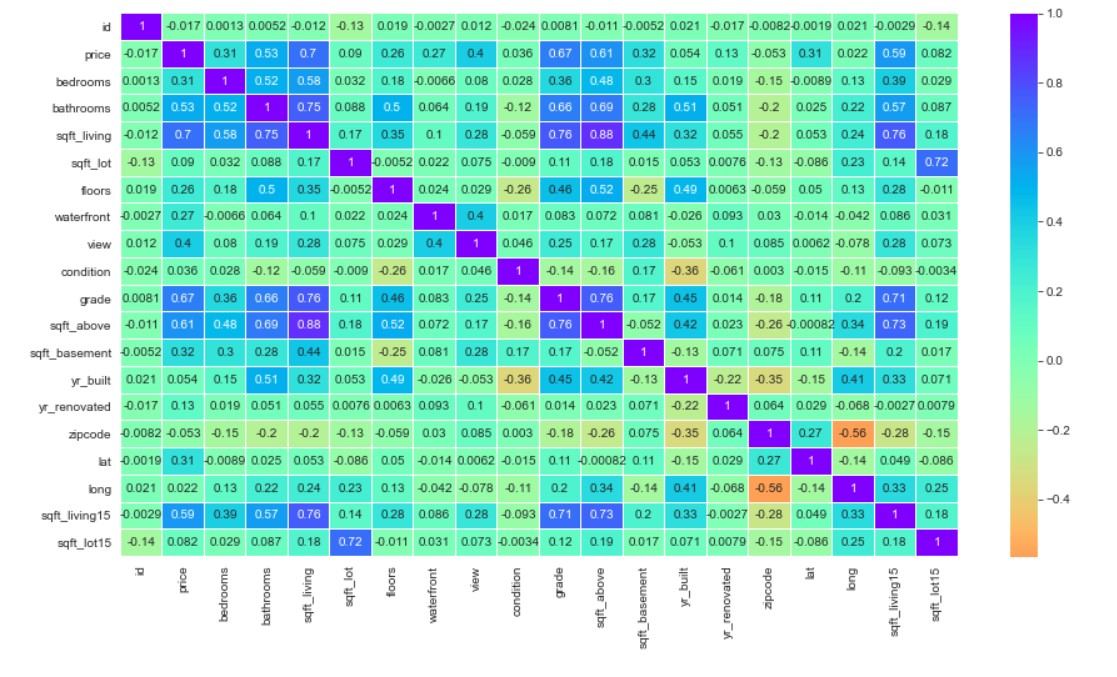 id 1 -0.017 0.0013 0.0052 -0.012 -0.13 0.019 -0.0027 0.012 -0.024 0.0081 -0.011 -0.0052 0.021 -0.017 -0.0082 -0.0019 0.021 -0.0029 -0.14
price -0.017 1 0.31 0.53 0.7 0.09 0.26 0.27 0.4 0.036 0.67 0.61 0.32 0.054 0.13 -0.053 0.31 0.022 0.59 0.082
bedrooms 0.0013 0.31 1 0.52 0.58 0.032 0.18 -0.0066 0.08 0.028 0.36 0.48 0.3 0.15 0.019 -0.15 -0.0089 0.13 0.39 0.029
bathrooms 0.0052 0.53 0.52 1 0.75 0.088 0.5 0.064 0.19 -0.12 0.66 0.69 0.28 0.51 0.051 -0.2 0.025 0.22 0.57 0.087
sqft_living -0.012 0.7 0.58 0.75 1 0.17 0.35 0.1 0.28 -0.059 0.76 0.88 0.44 0.32 0.055 -0.2 0.053 0.24 0.76 0.18
sqft_lot -0.13 0.09 0.032 0.088 0.17 1 -0.0052 0.022 0.075 -0.009 0.11 0.18 0.015 0.053 0.0076 -0.13 -0.086 0.23 0.14 0.72
floors 0.019 0.26 0.18 0.5 0.35 -0.0052 1 0.024 0.029 -0.26 0.46 0.52 -0.25 0.49 0.0063 -0.059 0.05 0.13 0.28 -0.011
waterfront -0.0027 0.27 -0.0066 0.064 0.1 0.022 0.024 1 0.4 0.017 0.083 0.072 0.081 -0.026 0.093 0.03 -0.014 -0.042 0.086 0.031
view 0.012 0.4 0.08 0.19 0.28 0.075 0.029 0.4 1 0.046 0.25 0.17 0.28 -0.053 0.1 0.085 0.0062 -0.078 0.28 0.073
condition -0.024 0.036 0.028 -0.12 -0.059 -0.009 -0.26 0.017 0.046 1 -0.14 -0.16 0.17 -0.36 -0.061 0.003 -0.015 -0.11 -0.093 -0.0034
grade 0.0081 0.67 0.36 0.66 0.76 0.11 0.46 0.083 0.25 -0.14 1 0.76 0.17 0.45 0.014 -0.18 0.11 0.2 0.71 0.12
sqft_above -0.011 0.61 0.48 0.69 0.88 0.18 0.52 0.072 0.17 -0.16 0.76 1 -0.052 0.42 0.023 -0.26 -0.00082 0.34 0.73 0.19
sqft_basement -0.0052 0.32 0.3 0.28 0.44 0.015 -0.25 0.081 0.28 0.17 0.17 -0.052 1 -0.13 0.071 0.075 0.11 -0.14 0.2 0.017
yr_built 0.021 0.054 0.15 0.51 0.32 0.053 0.49 -0.026 -0.053 -0.36 0.45 0.42 -0.13 1 -0.22 -0.35 -0.15 0.41 0.33 0.071
yr_renovated -0.017 0.13 0.019 0.051 0.055 0.0076 0.0063 0.093 0.1 -0.061 0.014 0.023 0.071 -0.22 1 0.064 0.029 -0.068 -0.0027 0.0079
zipcode -0.0082 -0.053 -0.15 -0.2 -0.2 -0.13 -0.059 0.03 0.085 0.003 -0.18 -0.26 0.075 -0.35 0.064 1 0.27 -0.56 -0.28 -0.15
lat -0.0019 0.31 -0.0089 0.025 0.053 -0.086 0.05 -0.014 0.0062 -0.015 0.11 -0.00082 0.11 -0.15 0.029 0.27 1 -0.14 0.049 -0.086
long 0.021 0.022 0.13 0.22 0.24 0.23 0.13 -0.042 -0.078 -0.11 0.2 0.34 -0.14 0.41 -0.068 -0.56 -0.14 1 0.33 0.25
sqft_living15 -0.0029 0.59 0.39 0.57 0.76 0.14 0.28 0.086 0.28 -0.093 0.71 0.73 0.2 0.33 -0.0027 -0.28 0.049 0.33 1 0.18
sqft_lot15 -0.14 0.082 0.029 0.087 0.18 0.72 -0.011 0.031 0.073 -0.0034 0.12 0.19 0.017 0.071 0.0079 -0.15 -0.086 0.25 0.18 1
id price bedrooms bathrooms sqft_living sqft_lot floors waterfront view condition grade sqft_above sqft_basement yr_built yr_renovated zipcode lat long sqft_living15 sqft_lot15
1.0
0.8
0.6
0.4
0.2
0.0
-0.2
-0.4